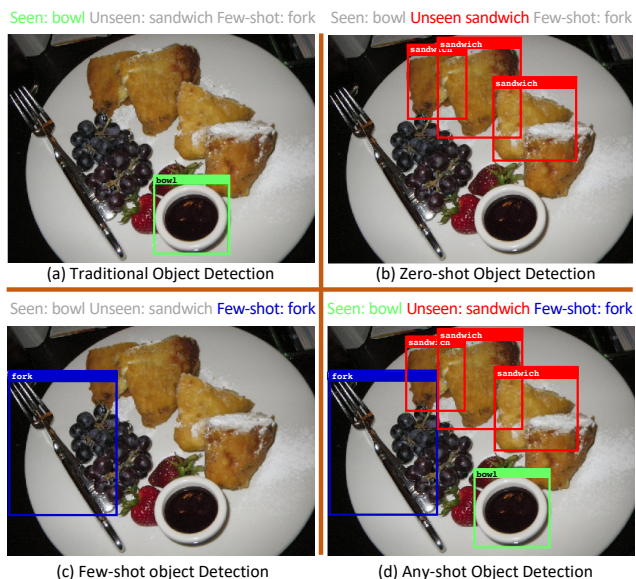 Seen: bowl Unseen: sandwich Few-shot: fork
Seen: bowl Unseen sandwich Few-shot: fork
bowl
sandwich
sandwich
sandwich
(a) Traditional Object Detection
(b) Zero-shot Object Detection
Seen: bowl Unseen: sandwich Few-shot: fork
Seen: bowl Unseen: sandwich Few-shot: fork
fork
sandwich
sandwich
fork
sandwich
bowl
(c) Few-shot object Detection
(d) Any-shot Object Detection